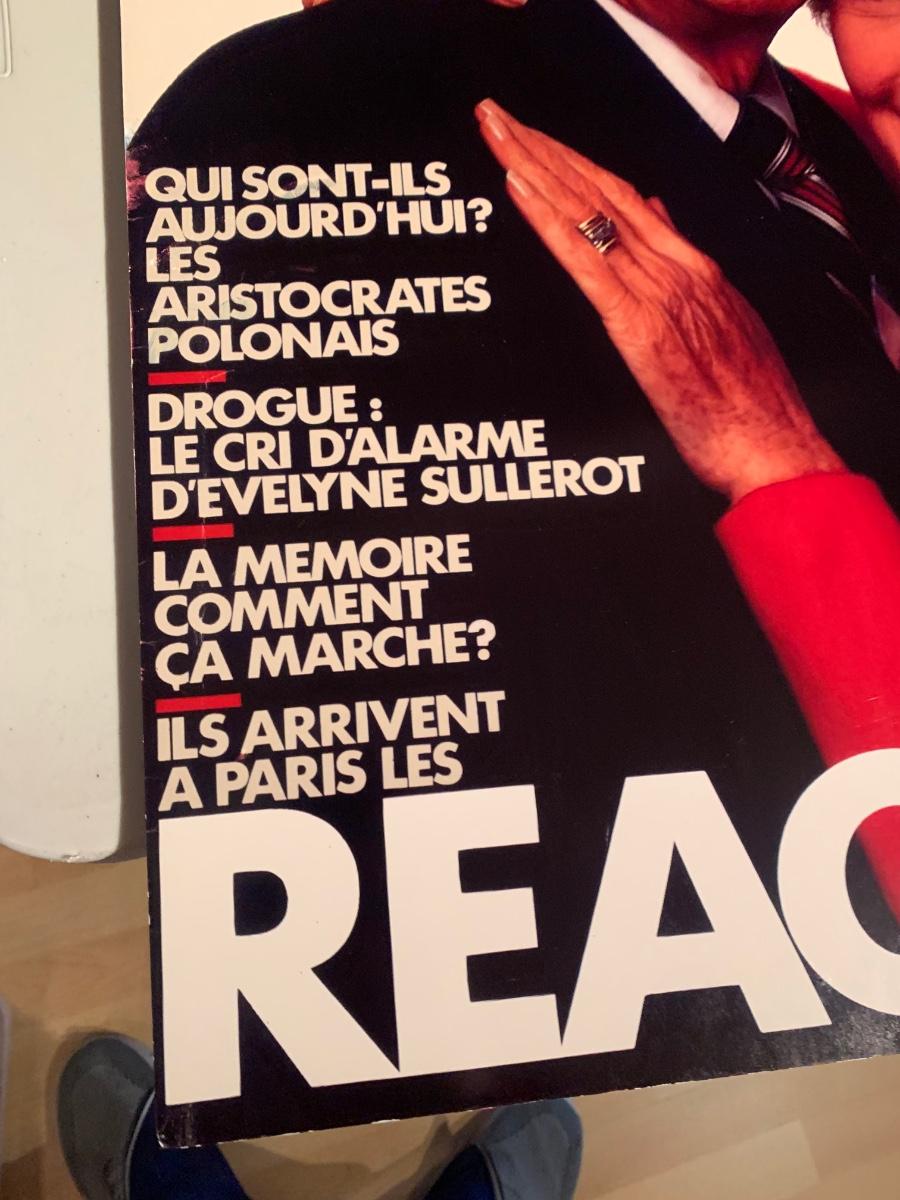 QUI SONT-ILS
AUJOURD'HUI?
LES
ARISTOCRATES
POLONAIS
DROGUE :
LE CRI D'ALARME
D'EVELYNE SULLEROT
LA MEMOIRE
COMMENT
ÇA MARCHE?
ILS ARRIVENT
A PARIS LES
REAG